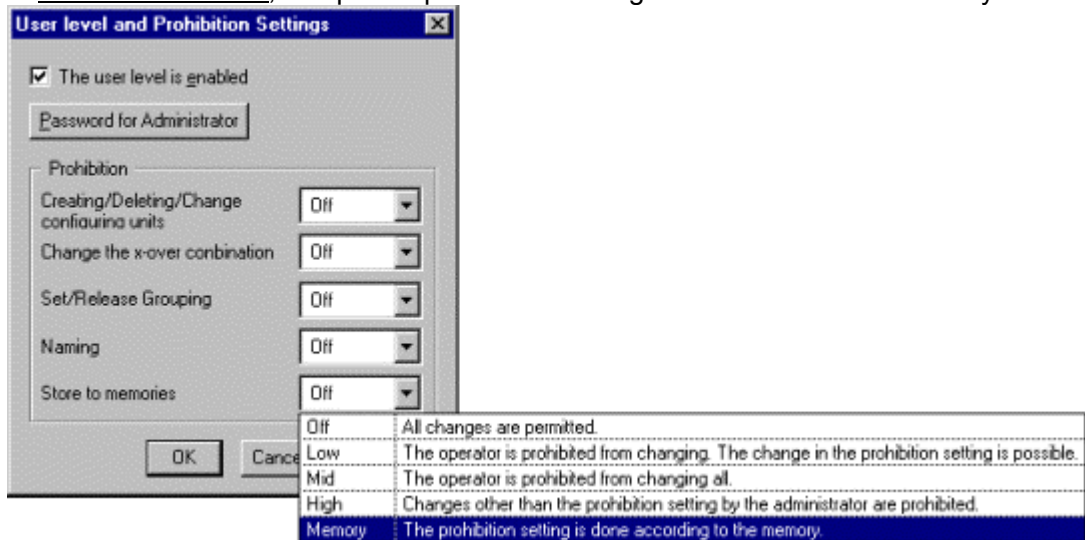 User level and Prohibition Settings
The user level is enabled
Password for Administrator
Prohibition
Creating/Deleting/Change Off
configuring units
Change the x-over conbination Off
Set/Release Grouping Off
Naming Off
Store to memories Off
Off All changes are permitted.
OK Cance Low The operator is prohibited from changing. The change in the prohibition setting is possible.
Mid The operator is prohibited from changing all.
High Changes other than the prohibition setting by the administrator are prohibited.
Memory The prohibition setting is done according to the memory.